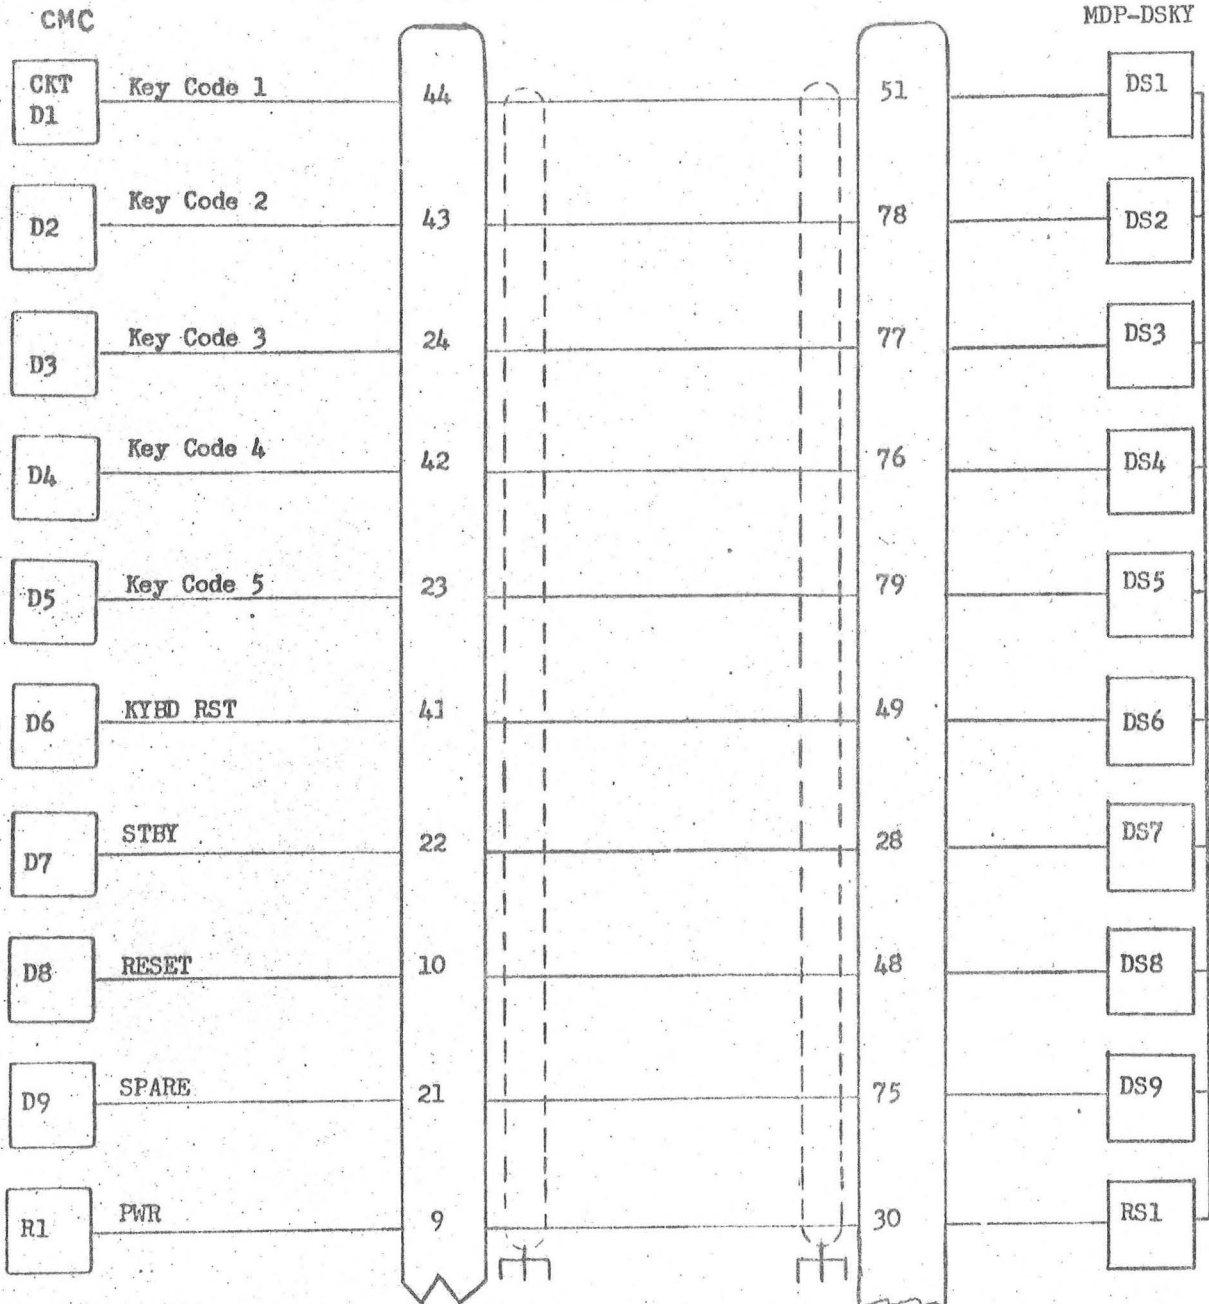 CMC MDP-DSKY
CKT D1 Key Code 1 44 51 DS1
D2 Key Code 2 43 78 DS2
D3 Key Code 3 24 77 DS3
D4 Key Code 4 42 76 DS4
D5 Key Code 5 23 79 DS5
D6 KYBD RST 41 49 DS6
D7 STBY 22 28 DS7
D8 RESET 10 48 DS8
D9 SPARE 21 75 DS9
R1 PWR 9 30 RS1